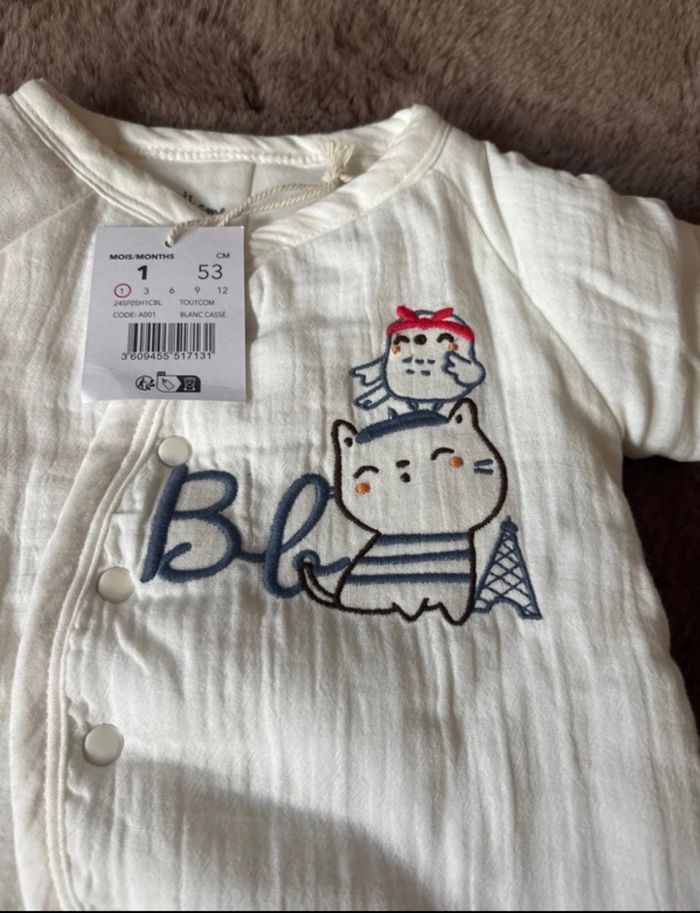 MOIS/MONTHS CM
1 53
1 3 6 9 12
24SF05H1CBL TOU1COM
CODE: A001 BLANC CASSÉ
3 609455 517131
Bb